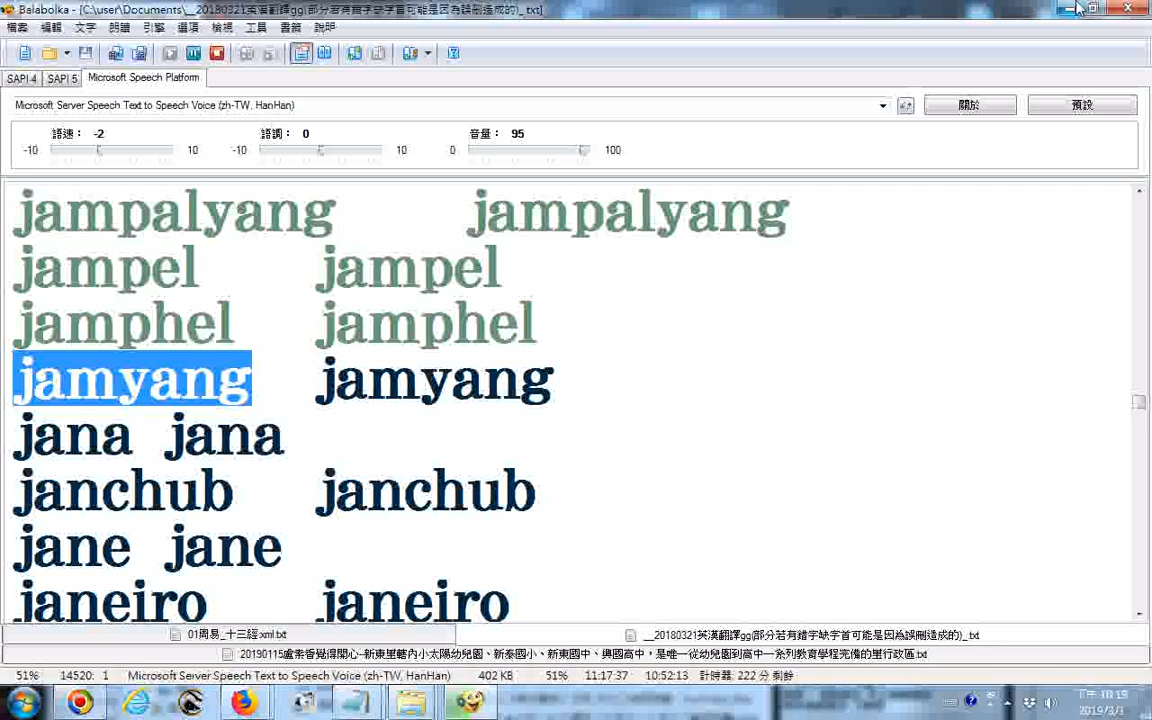 Balabolka - [C:\user\Documents\__20180321英漢翻譯gg(部分若有錯字缺字首可能是因為誤刪造成的)_.txt]
檔案 編輯 文字 朗讀 引擎 選項 檢視 工具 書籤 說明
SAPI 4 SAPI 5 Microsoft Speech Platform
Microsoft Server Speech Text to Speech Voice (zh-TW, HanHan) 關於 預設
語速： -2 語調： 0 音量： 95
-10 10 -10 10 0 100
jampalyang jampalyang
jampel jampel
jamphel jamphel
jamyang jamyang
jana jana
janchub janchub
jane jane
janeiro janeiro
01周易_十三經.xml.txt __20180321英漢翻譯gg(部分若有錯字缺字首可能是因為誤刪造成的)_.txt
20190115盧素香覺得開心-新東里轄內小太陽幼兒園、新泰國小、新東國中、興國高中，是唯一從幼兒園到高中一系列教育學程完備的里行政區.txt
51% 14520: 1 Microsoft Server Speech Text to Speech Voice (zh-TW, HanHan) 402 KB 51% 11:17:37 10:52:13 計時器: 222 分 剩餘
下午 10:19
2019/3/1